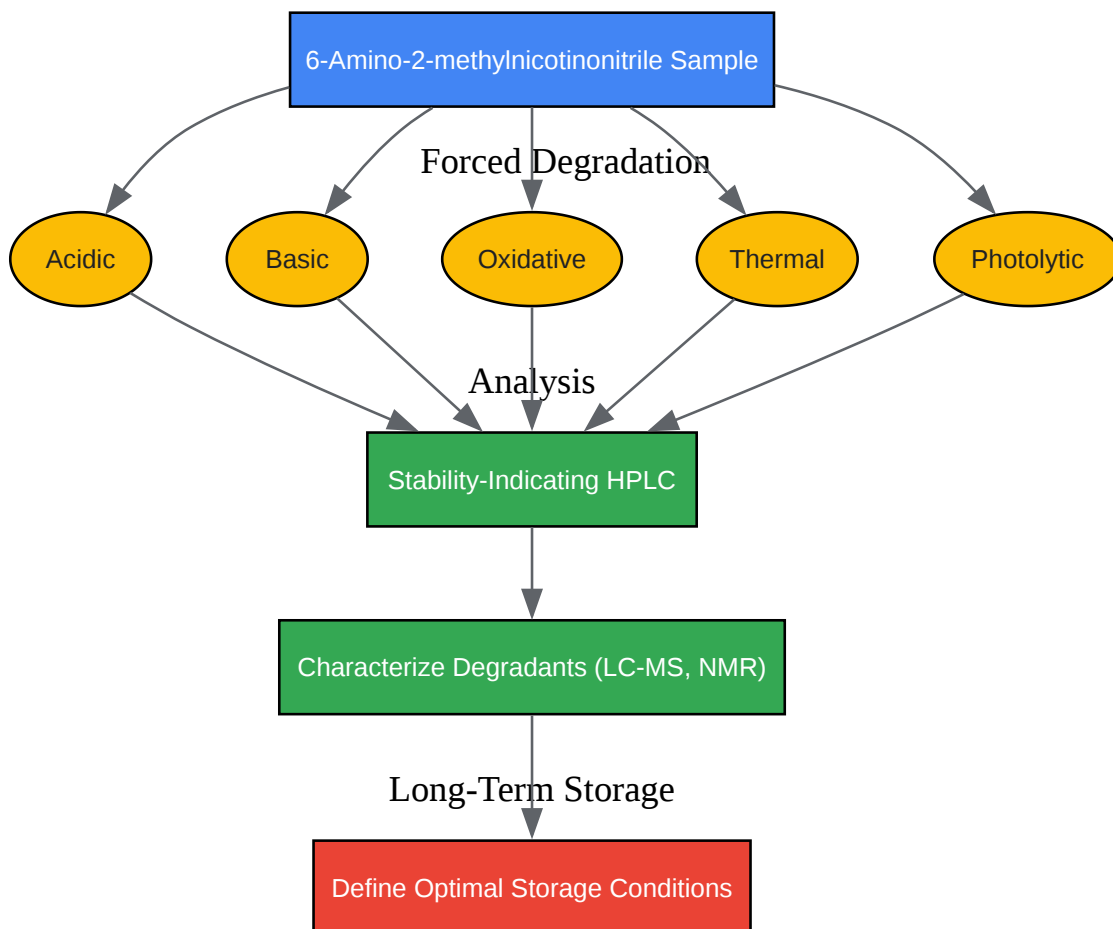 6-Amino-2-methylnicotinonitrile Sample
Forced Degradation
Acidic
Basic
Oxidative
Thermal
Photolytic
Analysis
Stability-Indicating HPLC
Characterize Degradants (LC-MS, NMR)
Long-Term Storage
Define Optimal Storage Conditions